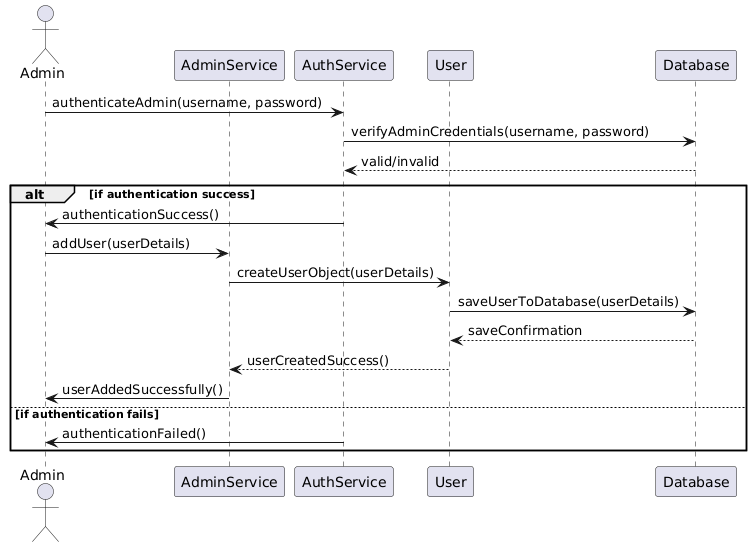 Admin
AdminService
AuthService
User
Database
authenticateAdmin(username, password)
verifyAdminCredentials(username, password)
valid/invalid
alt
[if authentication success]
authenticationSuccess()
addUser(userDetails)
createUserObject(userDetails)
saveUserToDatabase(userDetails)
saveConfirmation
userCreatedSuccess()
userAddedSuccessfully()
[if authentication fails]
authenticationFailed()
Admin
AdminService
AuthService
User
Database